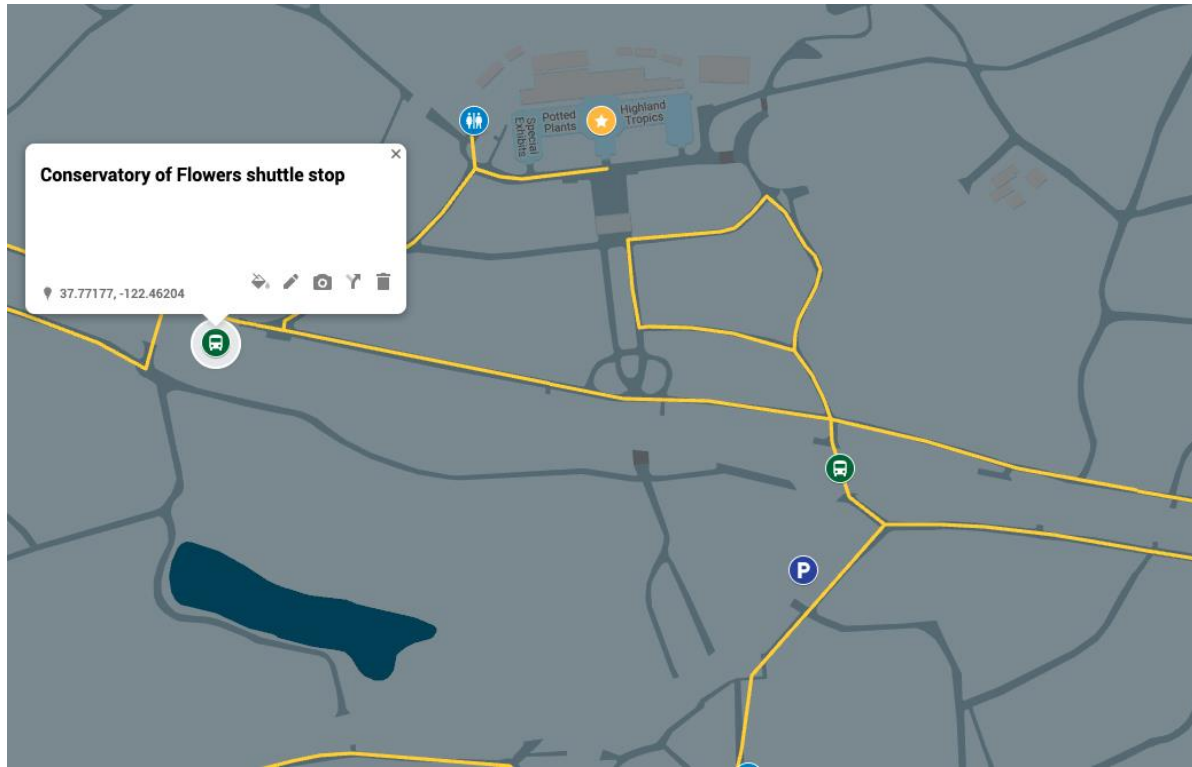 Special
Exhibits
Potted
Plants
Highland
Tropics
Conservatory of Flowers shuttle stop
37.77177, -122.46204
P